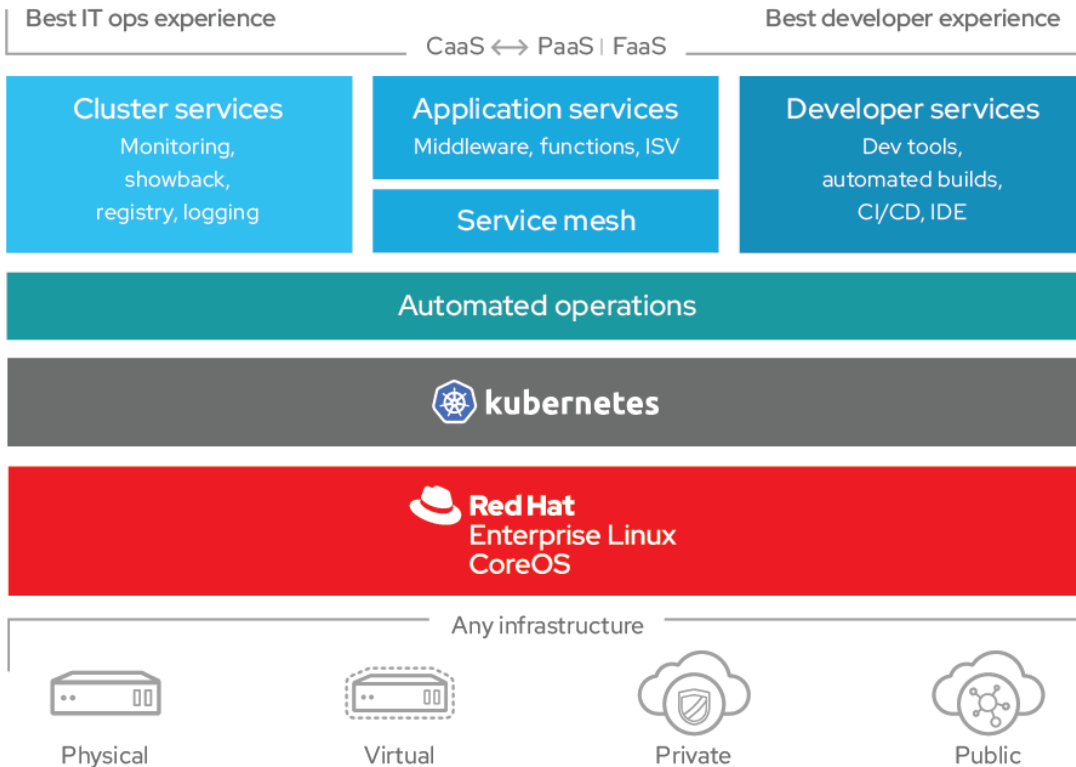 Best IT ops experience
Best developer experience
CaaS ↔ PaaS | FaaS
Cluster services
Monitoring,
showback,
registry, logging
Application services
Middleware, functions, ISV
Service mesh
Developer services
Dev tools,
automated builds,
CI/CD, IDE
Automated operations
kubernetes
Red Hat
Enterprise Linux
CoreOS
Any infrastructure
Physical
Virtual
Private
Public